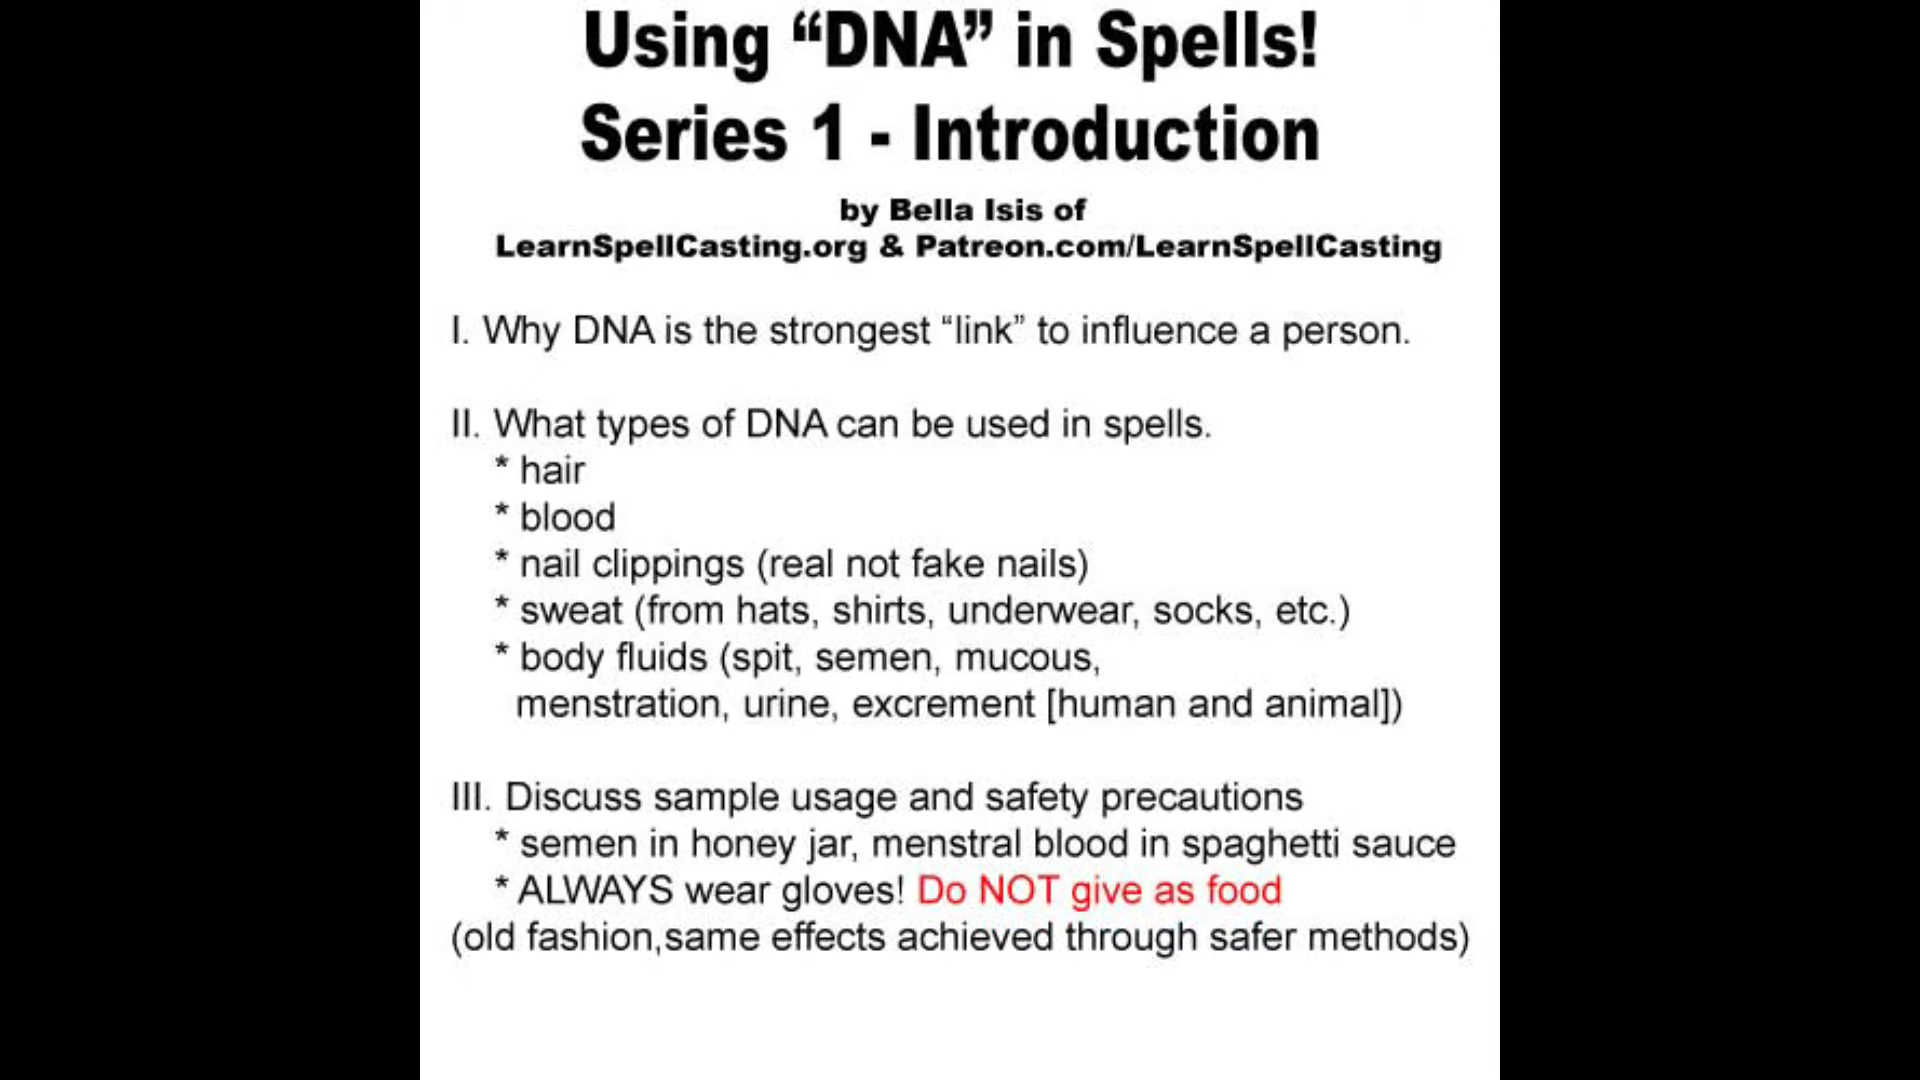 Using “DNA” in Spells!
Series 1 - Introduction
by Bella Isis of
LearnSpellCasting.org & Patreon.com/LearnSpellCasting
I. Why DNA is the strongest “link” to influence a person.
II. What types of DNA can be used in spells.
* hair
* blood
* nail clippings (real not fake nails)
* sweat (from hats, shirts, underwear, socks, etc.)
* body fluids (spit, semen, mucous,
menstration, urine, excrement [human and animal])
III. Discuss sample usage and safety precautions
* semen in honey jar, menstral blood in spaghetti sauce
* ALWAYS wear gloves! Do NOT give as food
(old fashion,same effects achieved through safer methods)